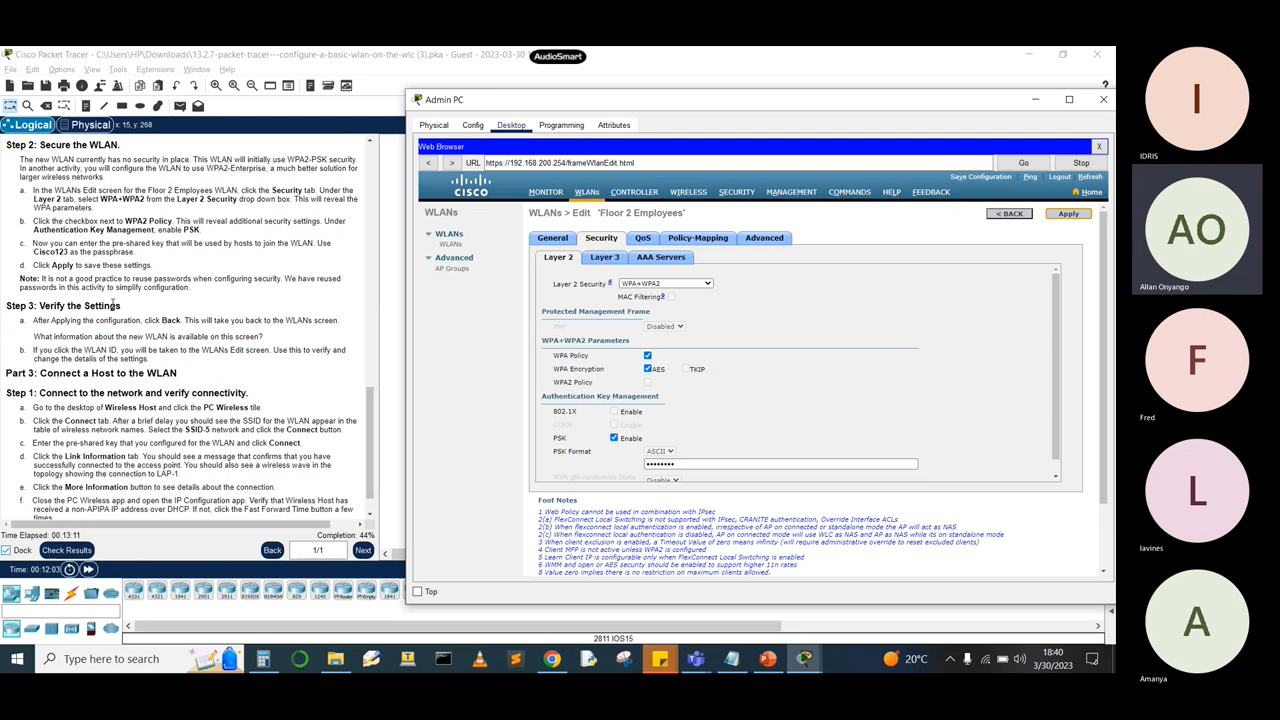 Cisco Packet Tracer - C:\Users\HP\Downloads\13.2.7-packet-tracer---configure-a-basic-wlan-on-the-wlc (3).pka - Guest - 2023-03-30
AudioSmart
File Edit Options View Tools Extensions Window Help
Logical Physical x: 15, y: 268
Step 2: Secure the WLAN.
The new WLAN currently has no security in place. This WLAN will initially use WPA2-PSK security.
In another activity, you will configure the WLAN to use WPA2-Enterprise, a much better solution for
larger wireless networks.
a. In the WLANs Edit screen for the Floor 2 Employees WLAN, click the Security tab. Under the
Layer 2 tab, select WPA+WPA2 from the Layer 2 Security drop down box. This will reveal the
WPA parameters.
b. Click the checkbox next to WPA2 Policy. This will reveal additional security settings. Under
Authentication Key Management, enable PSK.
c. Now you can enter the pre-shared key that will be used by hosts to join the WLAN. Use
Cisco123 as the passphrase.
d. Click Apply to save these settings.
Note: It is not a good practice to reuse passwords when configuring security. We have reused
passwords in this activity to simplify configuration.
Step 3: Verify the Settings
a. After Applying the configuration, click Back. This will take you back to the WLANs screen.
What information about the new WLAN is available on this screen?
b. If you click the WLAN ID, you will be taken to the WLANs Edit screen. Use this to verify and
change the details of the settings.
Part 3: Connect a Host to the WLAN
Step 1: Connect to the network and verify connectivity.
a. Go to the desktop of Wireless Host and click the PC Wireless tile.
b. Click the Connect tab. After a brief delay you should see the SSID for the WLAN appear in the
table of wireless network names. Select the SSID-5 network and click the Connect button.
c. Enter the pre-shared key that you configured for the WLAN and click Connect.
d. Click the Link Information tab. You should see a message that confirms that you have
successfully connected to the access point. You should also see a wireless wave in the
topology showing the connection to LAP-1.
e. Click the More Information button to see details about the connection.
f. Close the PC Wireless app and open the IP Configuration app. Verify that Wireless Host has
received a non-APIPA IP address over DHCP. If not, click the Fast Forward Time button a few
times.
Time Elapsed: 00:13:11 Completion: 44%
Dock Check Results Back 1/1 Next
Time: 00:12:03
4331 4321 1941 2901 2911 819IOX 819HGW 829 1240 PT-Router PT-Empty 1841
2811 IOS15
Admin PC
Physical Config Desktop Programming Attributes
Web Browser X
< > URL https://192.168.200.254/frameWlanEdit.html Go Stop
Save Configuration Ping Logout Refresh
CISCO MONITOR WLANs CONTROLLER WIRELESS SECURITY MANAGEMENT COMMANDS HELP FEEDBACK Home
WLANs
WLANs
WLANs
Advanced
AP Groups
WLANs > Edit 'Floor 2 Employees' < BACK Apply
General Security QoS Policy-Mapping Advanced
Layer 2 Layer 3 AAA Servers
Layer 2 Security 6 WPA+WPA2
MAC Filtering 9
Protected Management Frame
PMF Disabled
WPA+WPA2 Parameters
WPA Policy
WPA Encryption AES TKIP
WPA2 Policy
Authentication Key Management
802.1X Enable
CCKM Enable
PSK Enable
PSK Format ASCII
••••••••
WPA gtk-randomize State Disable
Foot Notes
1 Web Policy cannot be used in combination with IPsec
2(a) FlexConnect Local Switching is not supported with IPsec, CRANITE authentication, Override Interface ACLs
2(b) When flexconnect local authentication is enabled, irrespective of AP on connected or standalone mode the AP will act as NAS
2(c) When flexconnect local authentication is disabled, AP on connected mode will use WLC as NAS and AP as NAS while its on standalone mode
3 When client exclusion is enabled, a Timeout Value of zero means infinity (will require administrative override to reset excluded clients)
4 Client MFP is not active unless WPA2 is configured
5 Learn Client IP is configurable only when FlexConnect Local Switching is enabled
6 WMM and open or AES security should be enabled to support higher 11n rates
8 Value zero implies there is no restriction on maximum clients allowed.
Top
Type here to search
20°C
18:40
3/30/2023
I
IDRIS
AO
Allan Onyango
F
Fred
L
lavines
A
Amanya